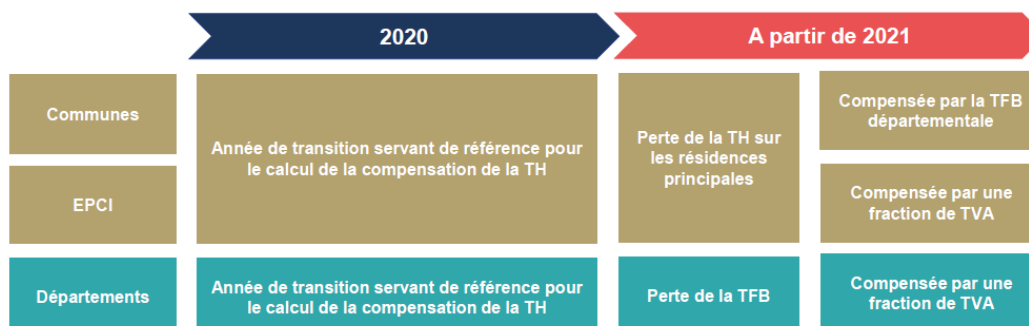 2020
A partir de 2021
Communes
Année de transition servant de référence pour
le calcul de la compensation de la TH
Perte de la TH sur
les résidences
principales
Compensée par la TFB
départementale
EPCI
Compensée par une
fraction de TVA
Départements
Année de transition servant de référence pour
le calcul de la compensation de la TH
Perte de la TFB
Compensée par une
fraction de TVA